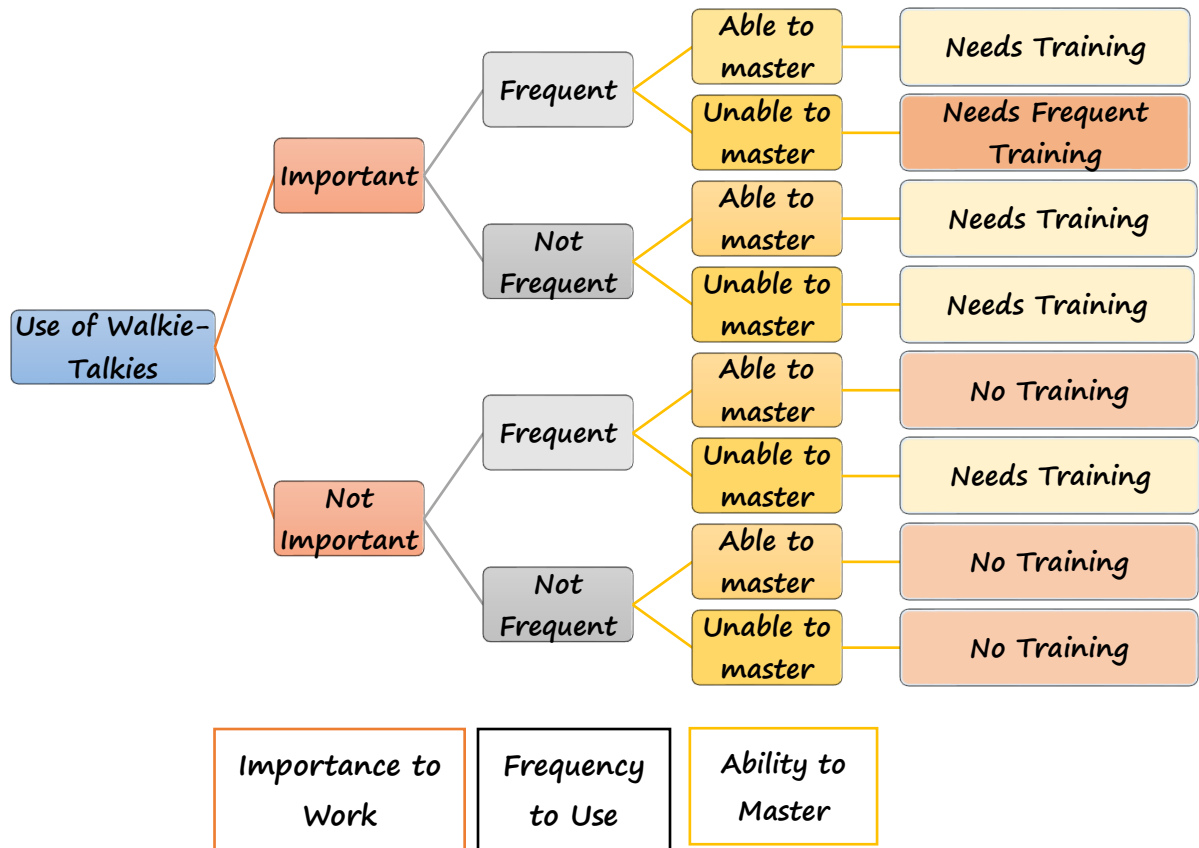 Use of Walkie-
Talkies
Important
Not
Important
Frequent
Not
Frequent
Frequent
Not
Frequent
Able to
master
Needs Training
Unable to
master
Needs Frequent
Training
Able to
master
Needs Training
Unable to
master
Needs Training
Able to
master
No Training
Unable to
master
Needs Training
Able to
master
No Training
Unable to
master
No Training
Importance to
Work
Frequency
to Use
Ability to
Master